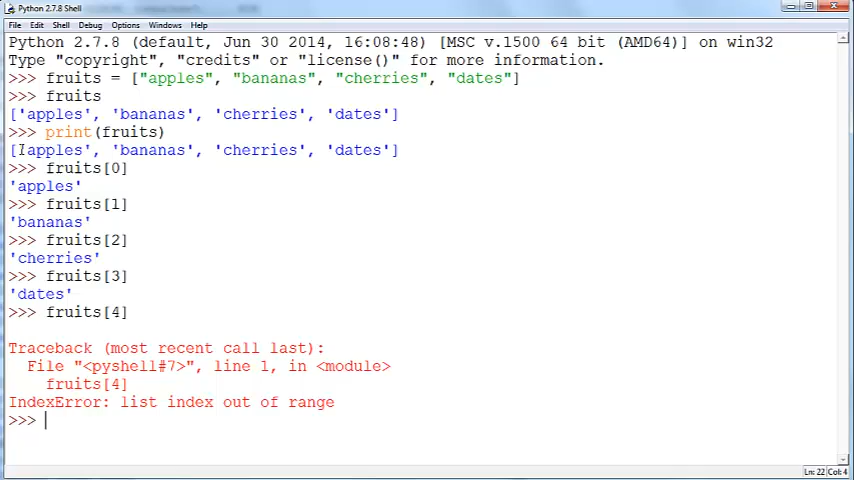 Python 2.7.8 Shell
File Edit Shell Debug Options Windows Help
Python 2.7.8 (default, Jun 30 2014, 16:08:48) [MSC v.1500 64 bit (AMD64)] on win32
Type "copyright", "credits" or "license()" for more information.
>>> fruits = ["apples", "bananas", "cherries", "dates"]
>>> fruits
['apples', 'bananas', 'cherries', 'dates']
>>> print(fruits)
['apples', 'bananas', 'cherries', 'dates']
>>> fruits[0]
'apples'
>>> fruits[1]
'bananas'
>>> fruits[2]
'cherries'
>>> fruits[3]
'dates'
>>> fruits[4]
Traceback (most recent call last):
File "<pyshell#7>", line 1, in <module>
fruits[4]
IndexError: list index out of range
>>>
Ln: 22 Col: 4